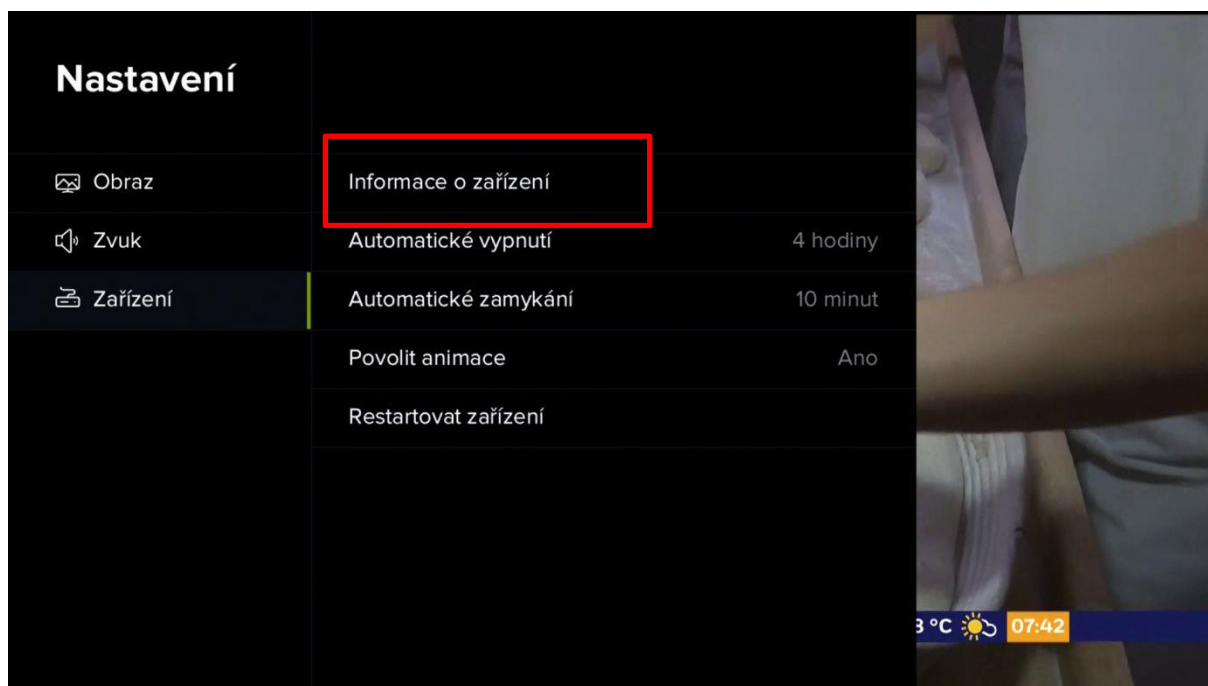 Nastavení
Obraz
Zvuk
Zařízení
Informace o zařízení
Automatické vypnutí 4 hodiny
Automatické zamykání 10 minut
Povolit animace Ano
Restartovat zařízení
°C 07:42